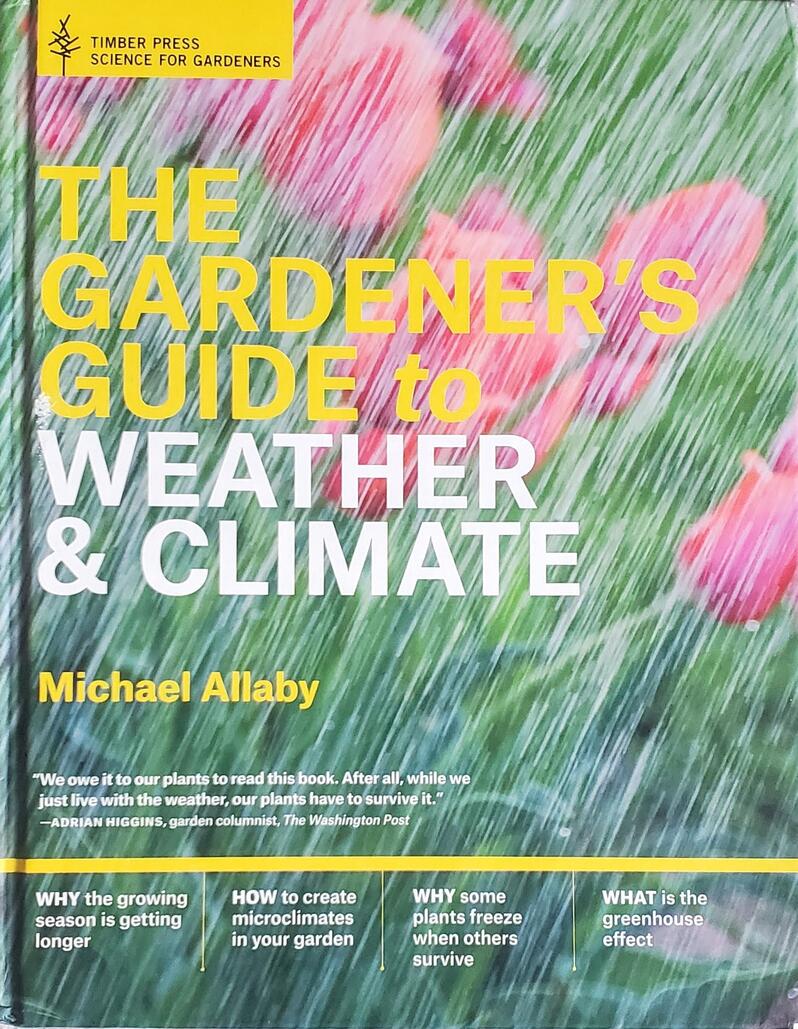 TIMBER PRESS
SCIENCE FOR GARDENERS
THE
GARDENER'S
GUIDE to
WEATHER
& CLIMATE
Michael Allaby
"We owe it to our plants to read this book. After all, while we
just live with the weather, our plants have to survive it."
—ADRIAN HIGGINS, garden columnist, The Washington Post
WHY the growing
season is getting
longer
HOW to create
microclimates
in your garden
WHY some
plants freeze
when others
survive
WHAT is the
greenhouse
effect